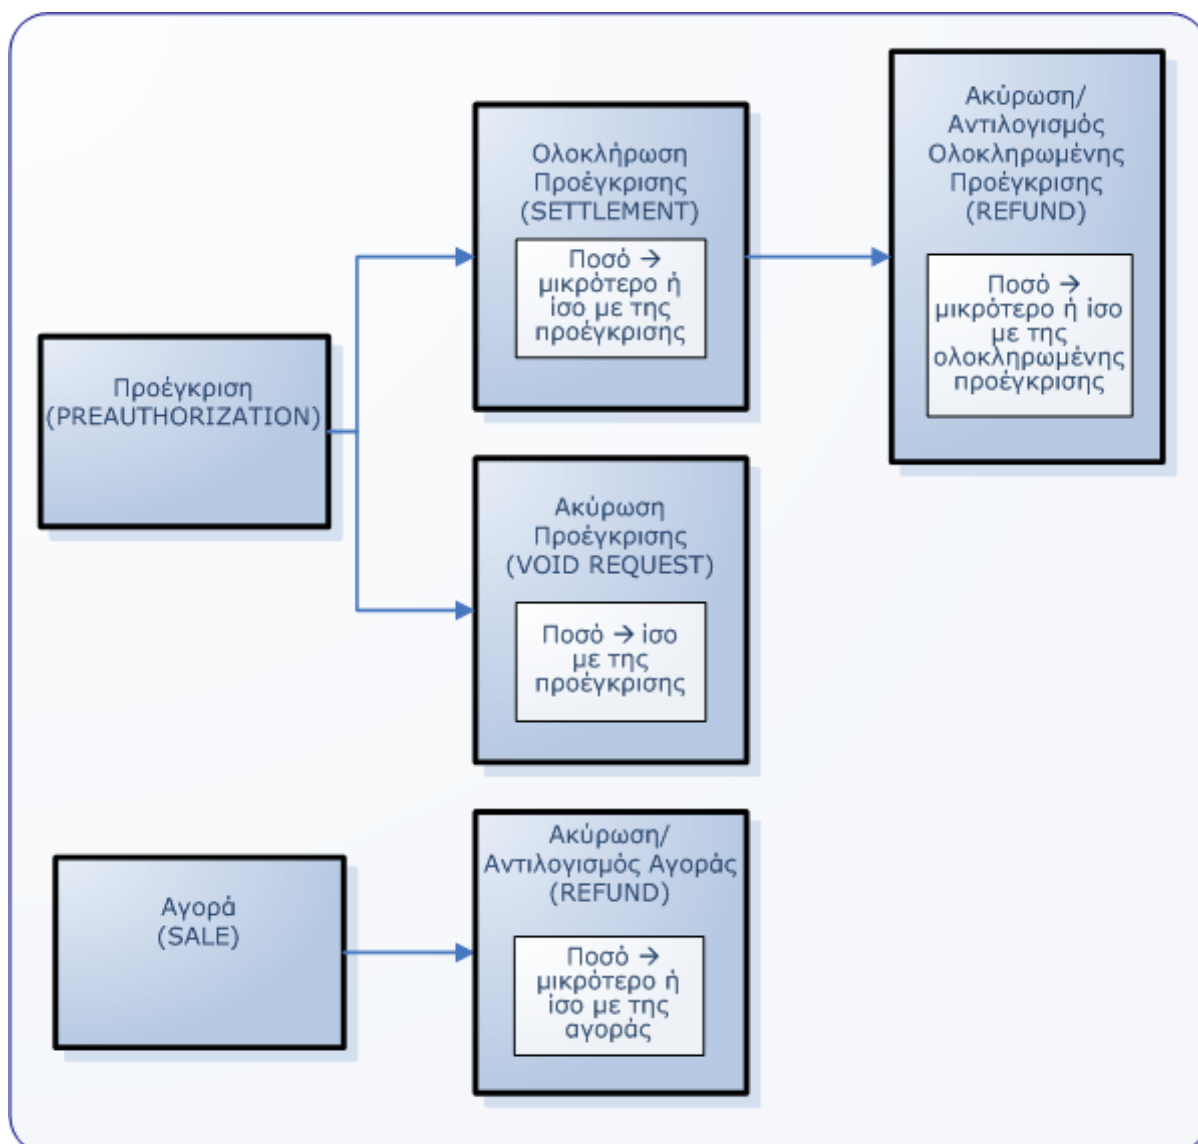 Προέγκριση
(PREAUTHORIZATION)
Ολοκλήρωση
Προέγκρισης
(SETTLEMENT)
Ποσό →
μικρότερο ή
ίσο με της
προέγκρισης
Ακύρωση/
Αντιλογισμός
Ολοκληρωμένης
Προέγκρισης
(REFUND)
Ποσό →
μικρότερο ή ίσο
με της
ολοκληρωμένης
προέγκρισης
Ακύρωση
Προέγκρισης
(VOID REQUEST)
Ποσό → ίσο
με της
προέγκρισης
Αγορά
(SALE)
Ακύρωση/
Αντιλογισμός Αγοράς
(REFUND)
Ποσό →
μικρότερο ή
ίσο με της
αγοράς